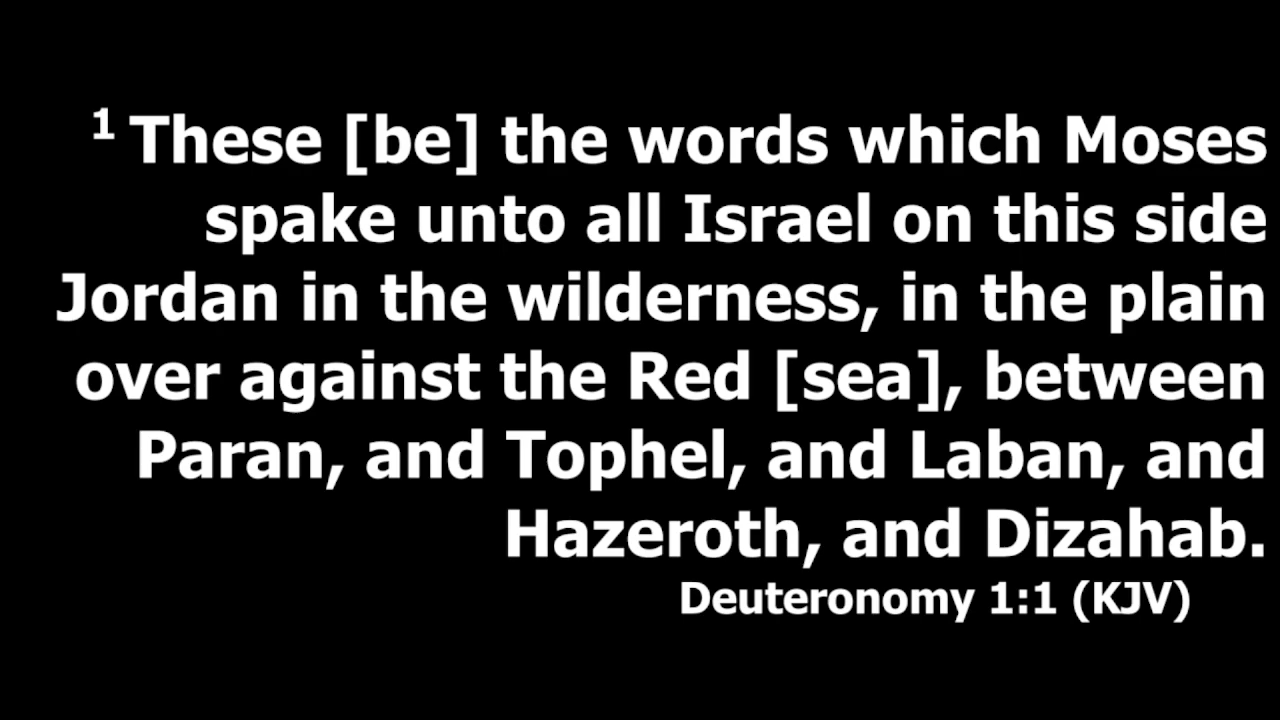 1 These [be] the words which Moses
spake unto all Israel on this side
Jordan in the wilderness, in the plain
over against the Red [sea], between
Paran, and Tophel, and Laban, and
Hazeroth, and Dizahab.
Deuteronomy 1:1 (KJV)